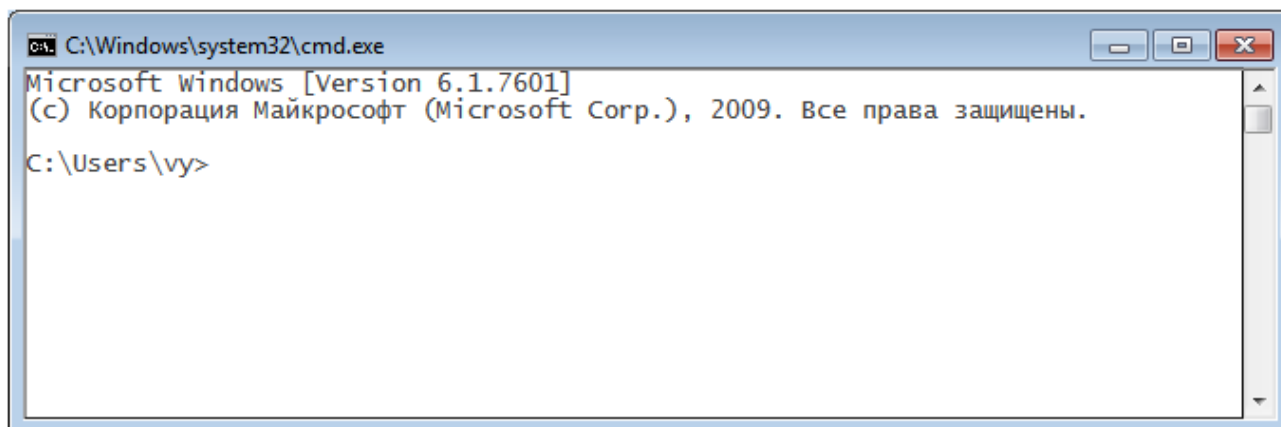 C:\Windows\system32\cmd.exe
Microsoft Windows [Version 6.1.7601]
(c) Корпорация Майкрософт (Microsoft Corp.), 2009. Все права защищены.
C:\Users\vy>